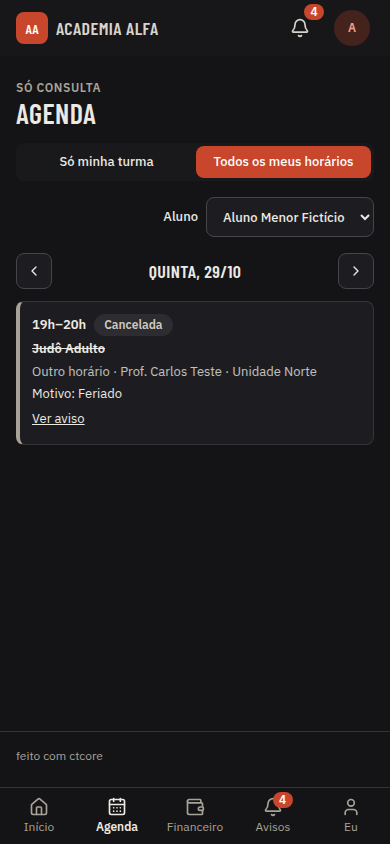 AA ACADEMIA ALFA 4 A
SÓ CONSULTA
AGENDA
Só minha turma Todos os meus horários
Aluno Aluno Menor Fictício
QUINTA, 29/10
19h–20h Cancelada
Judô Adulto
Outro horário · Prof. Carlos Teste · Unidade Norte
Motivo: Feriado
Ver aviso
feito com ctcore
4
Início Agenda Financeiro Avisos Eu